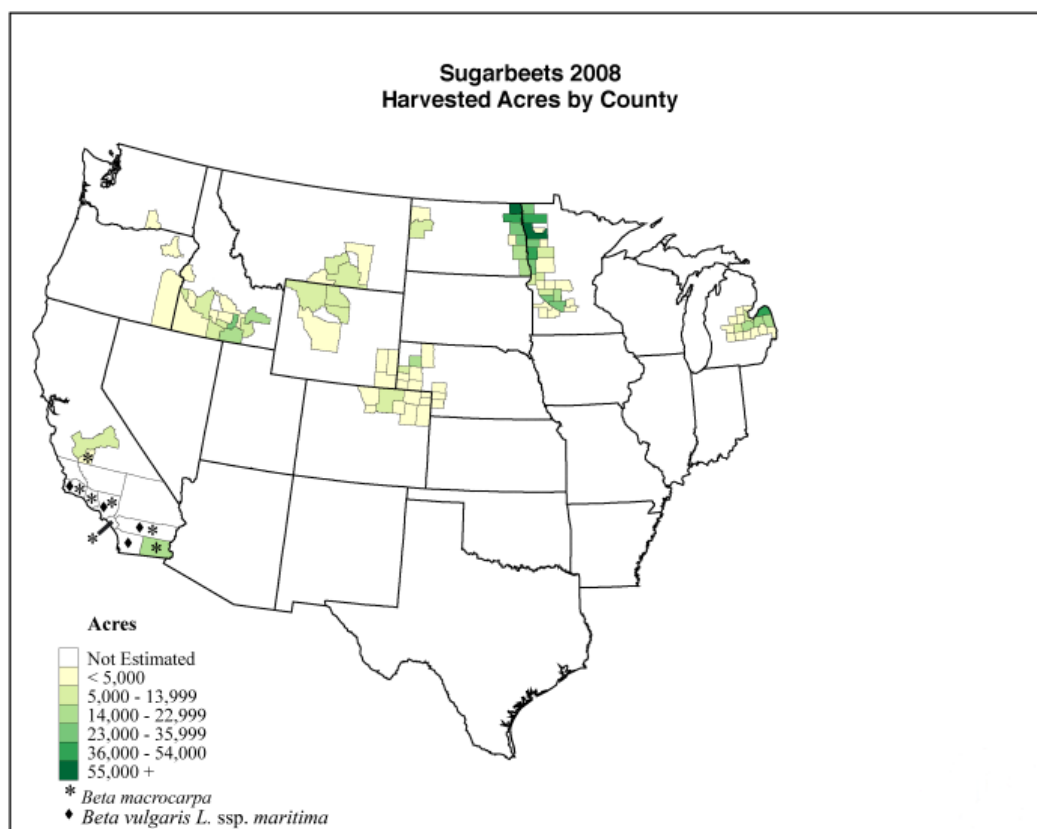 Sugarbeets 2008
Harvested Acres by County
Acres
Not Estimated
< 5,000
5,000 - 13,999
14,000 - 22,999
23,000 - 35,999
36,000 - 54,000
55,000 +
* Beta macrocarpa
♦ Beta vulgaris L. ssp. maritima